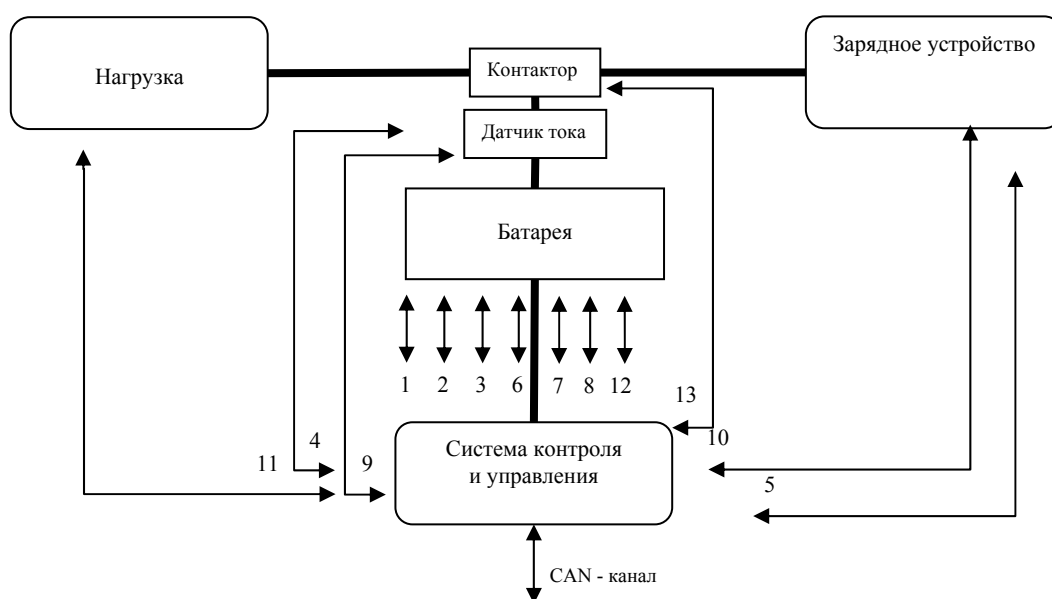 Зарядное устройство
Нагрузка
Контактор
Датчик тока
Батарея
1 2 3 6 7 8 12
13
10
4
11
9
5
Система контроля
и управления
CAN - канал